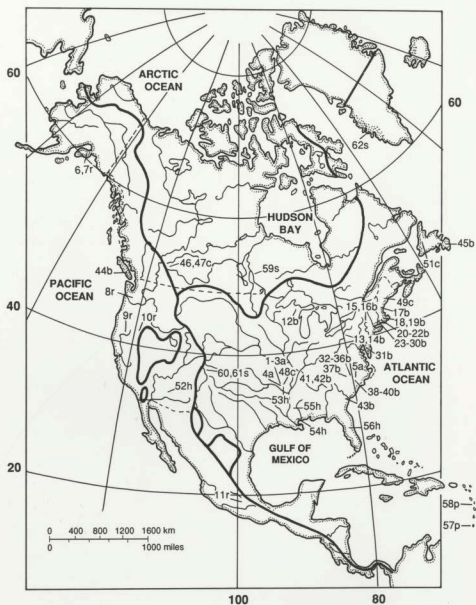 ARCTIC
OCEAN
60
60
6,7r
62s
HUDSON
BAY
45b
51c
46,47c
59s
44b
PACIFIC
OCEAN
8r
15,16b
49c
17b
40
40
9r
10r
12b
18,19b
20-22b
13,14b
23-30b
31b
1-3a
32-36b
ATLANTIC
OCEAN
4a
48c
37b
5a
60,61s
41,42b
52h
38-40b
53h
55h
43b
54h
56h
GULF OF
MEXICO
20
20
11r
58p
57p
0 400 1200 1600 km
0 1000 miles
100
80